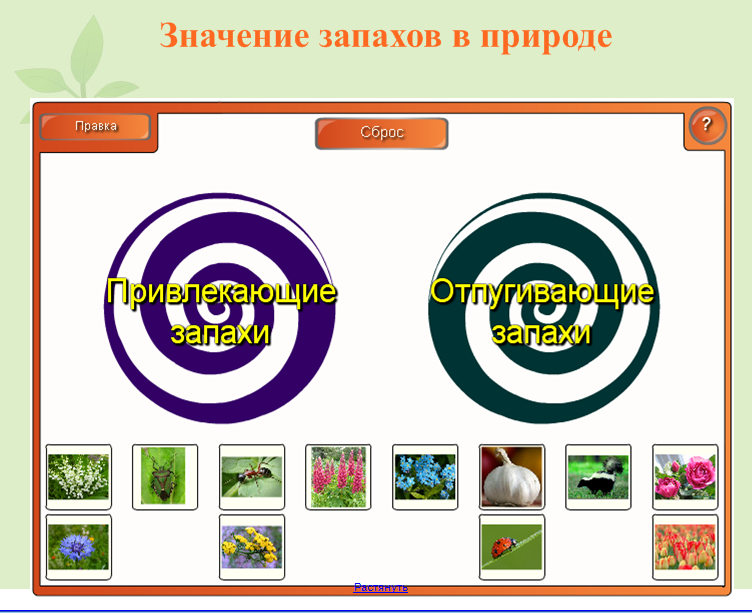 Значение запахов в природе
Правка
Сброс
?
Привлекающие
запахи
Отпугивающие
запахи
Растянуть